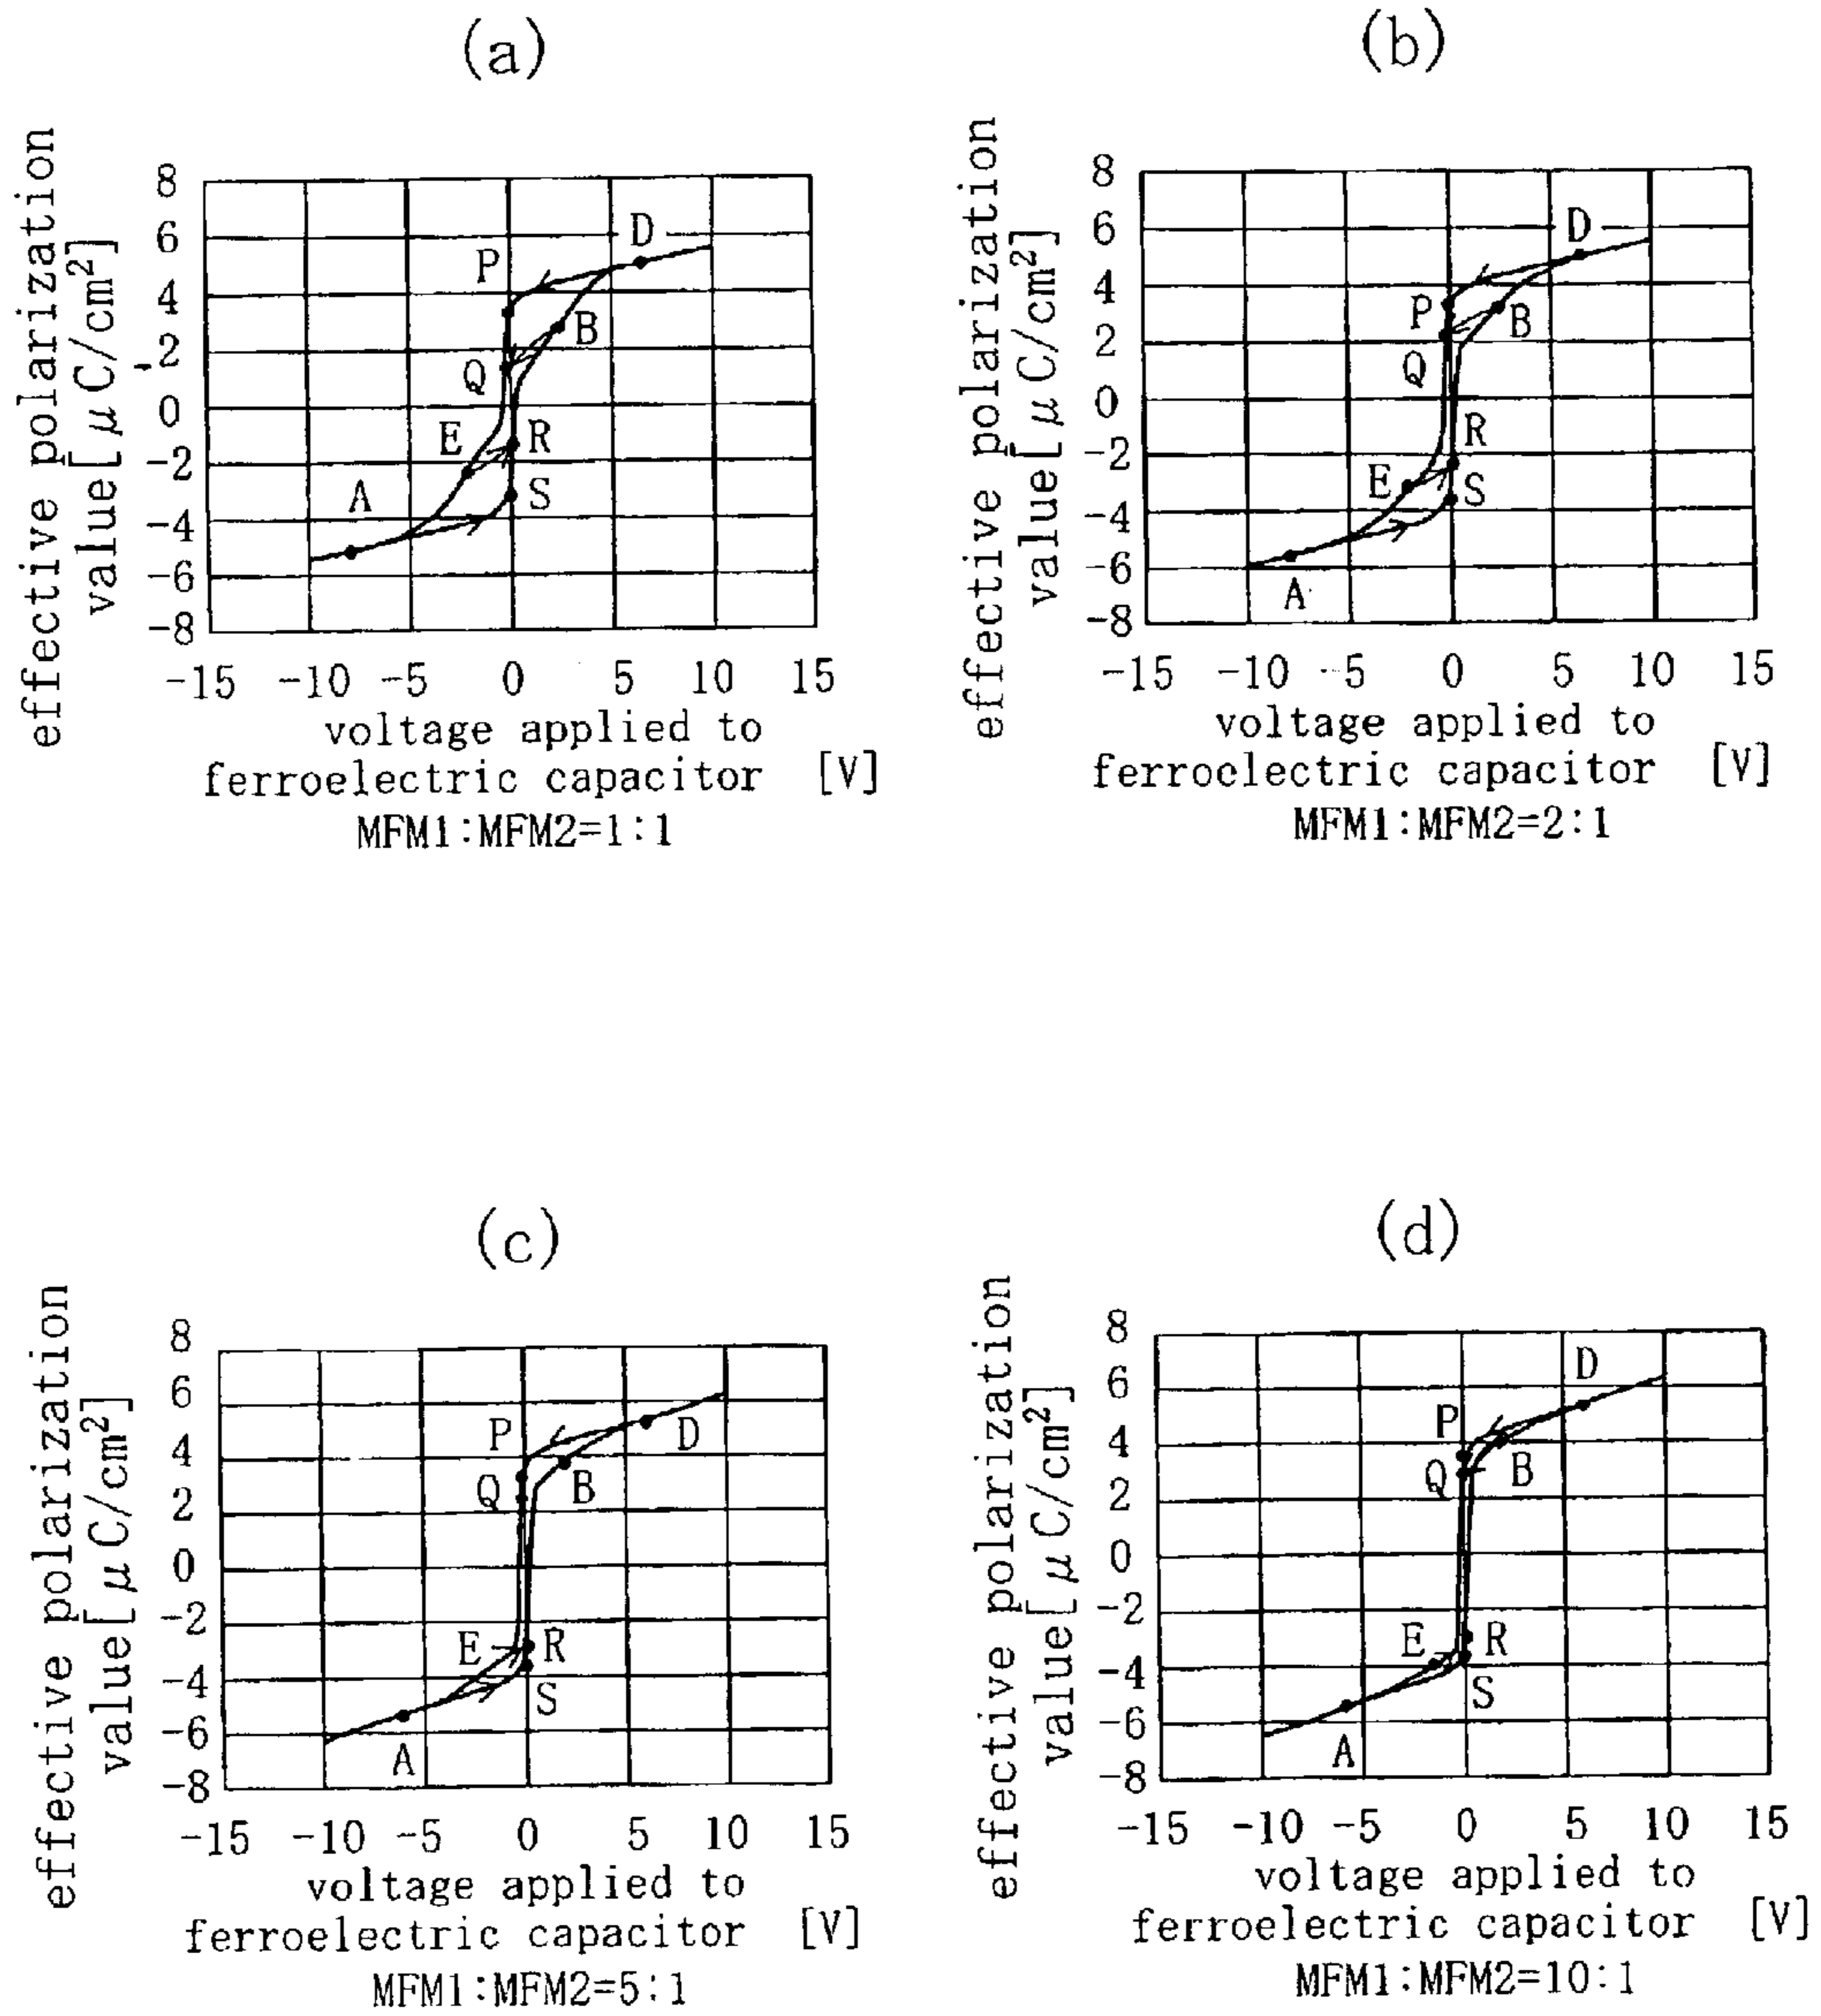 (a)
effective polarization
value[μC/cm²]
8
6
4
2
0
-2
-4
-6
-8
D
P
B
Q
E
R
A
S
-15 -10 -5 0 5 10 15
voltage applied to
ferroelectric capacitor [V]
MFM1:MFM2=1:1
(b)
effective polarization
value[μC/cm²]
8
6
4
2
0
-2
-4
-6
-8
D
P
B
Q
R
E
S
A
-15 -10 -5 0 5 10 15
voltage applied to
ferroclectric capacitor [V]
MFM1:MFM2=2:1
(c)
effective polarization
value[μC/cm²]
8
6
4
2
0
-2
-4
-6
-8
P
D
Q
B
E
R
S
A
-15 -10 -5 0 5 10 15
voltage applied to
ferroelectric capacitor [V]
MFM1:MFM2=5:1
(d)
effective polarization
value[μC/cm²]
8
6
4
2
0
-2
-4
-6
-8
D
P
Q
B
E
R
S
A
-15 -10 -5 0 5 10 15
voltage applied to
ferroelectric capacitor [V]
MFM1:MFM2=10:1